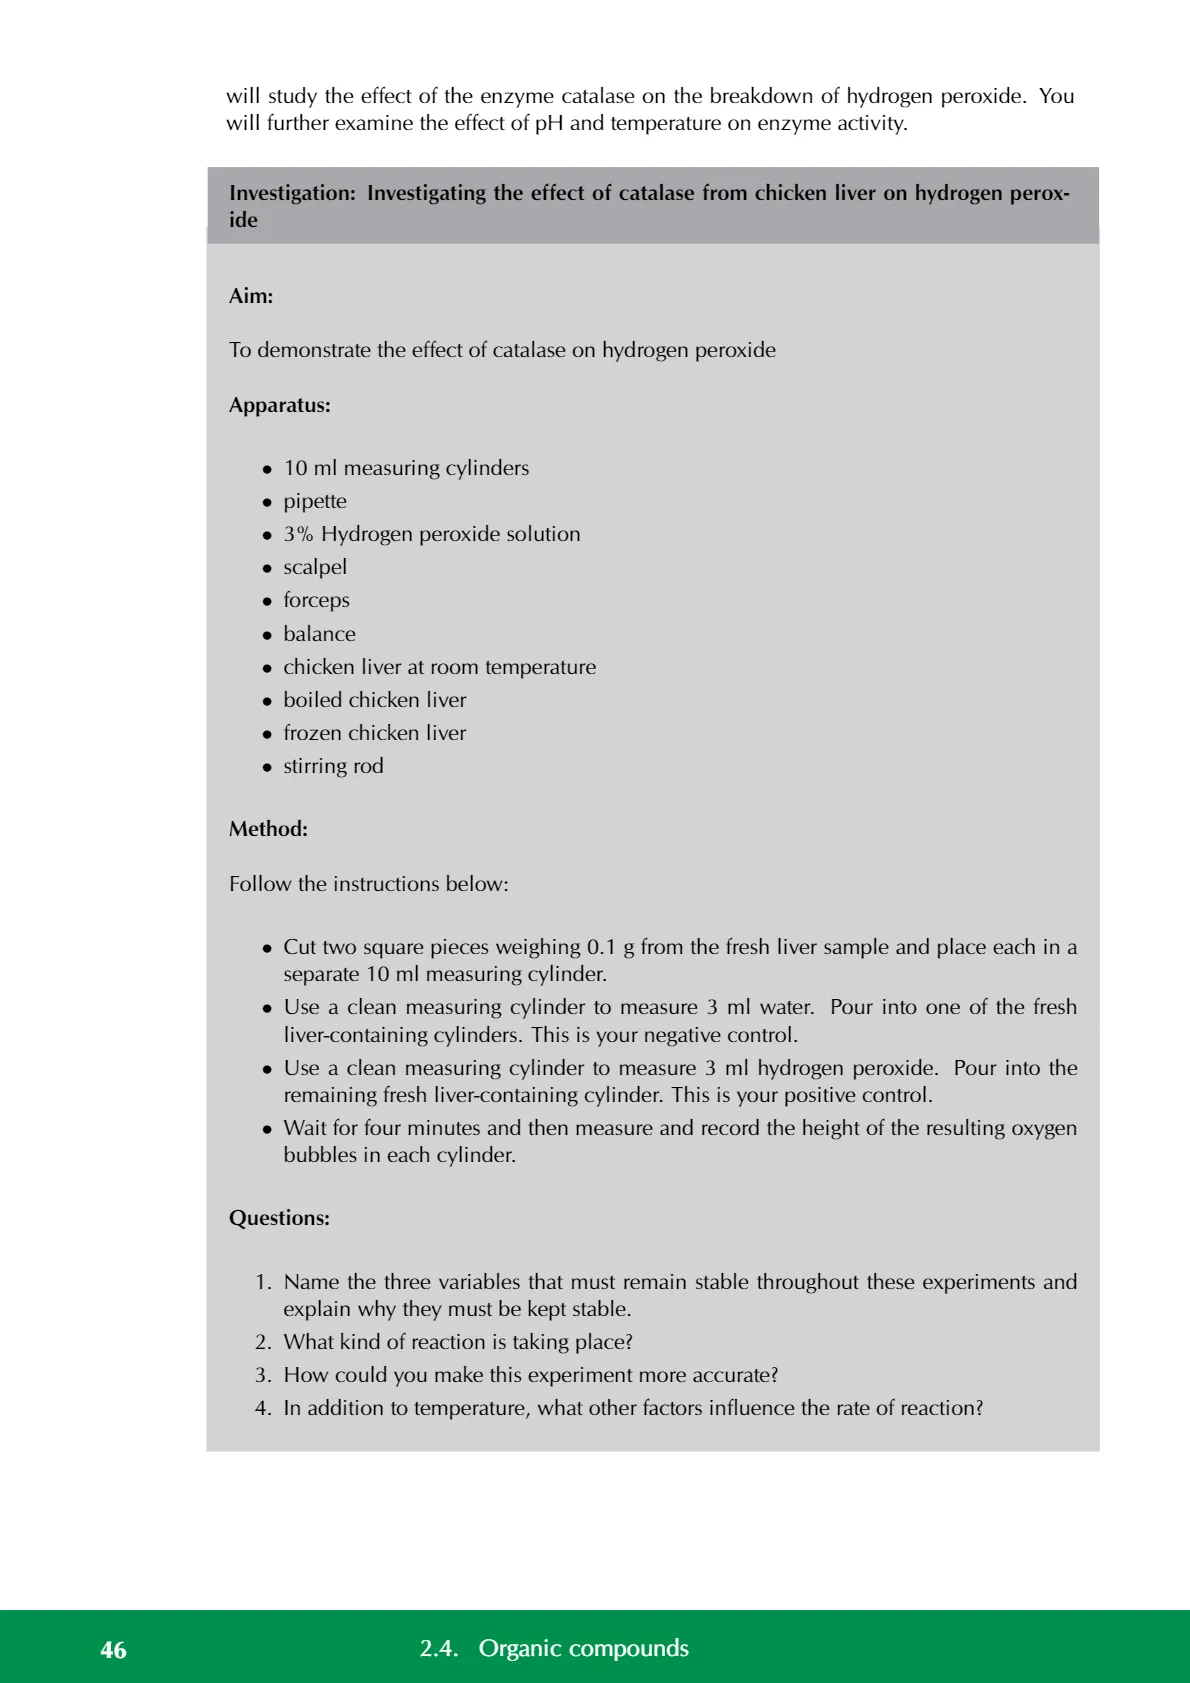 will study the effect of the enzyme catalase on the breakdown of hydrogen peroxide. You
will further examine the effect of pH and temperature on enzyme activity.
Investigation: Investigating the effect of catalase from chicken liver on hydrogen perox-
ide
Aim:
To demonstrate the effect of catalase on hydrogen peroxide
Apparatus:
• 10 ml measuring cylinders
• pipette
• 3% Hydrogen peroxide solution
• scalpel
• forceps
• balance
• chicken liver at room temperature
• boiled chicken liver
• frozen chicken liver
• stirring rod
Method:
Follow the instructions below:
• Cut two square pieces weighing 0.1 g from the fresh liver sample and place each in a
separate 10 ml measuring cylinder.
• Use a clean measuring cylinder to measure 3 ml water. Pour into one of the fresh
liver-containing cylinders. This is your negative control.
• Use a clean measuring cylinder to measure 3 ml hydrogen peroxide. Pour into the
remaining fresh liver-containing cylinder. This is your positive control.
• Wait for four minutes and then measure and record the height of the resulting oxygen
bubbles in each cylinder.
Questions:
1. Name the three variables that must remain stable throughout these experiments and
explain why they must be kept stable.
2. What kind of reaction is taking place?
3. How could you make this experiment more accurate?
4. In addition to temperature, what other factors influence the rate of reaction?
46 2.4. Organic compounds